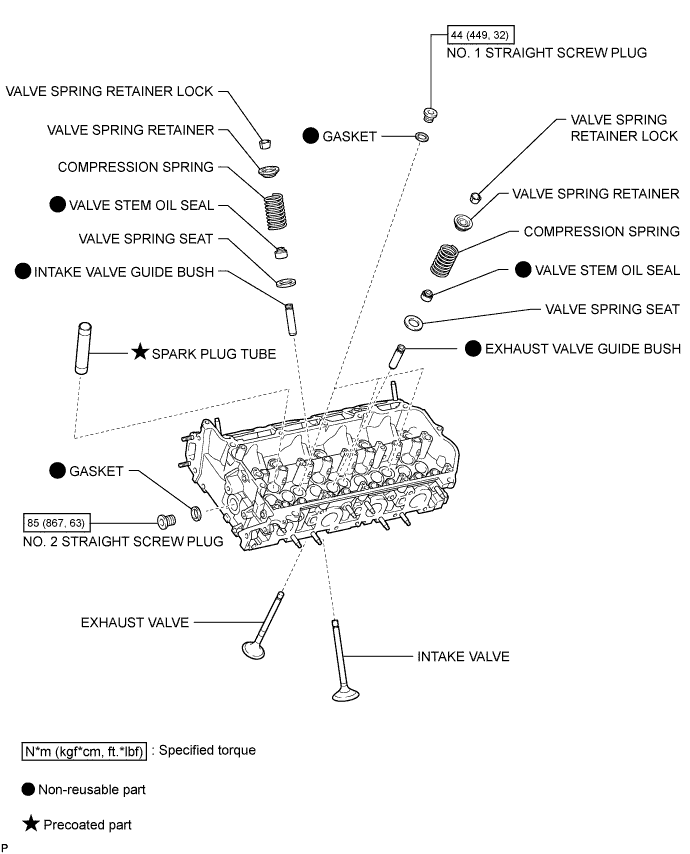 44 (449, 32)
NO. 1 STRAIGHT SCREW PLUG
VALVE SPRING RETAINER LOCK
VALVE SPRING RETAINER
COMPRESSION SPRING
VALVE STEM OIL SEAL
VALVE SPRING SEAT
INTAKE VALVE GUIDE BUSH
GASKET
VALVE SPRING
RETAINER LOCK
VALVE SPRING RETAINER
COMPRESSION SPRING
VALVE STEM OIL SEAL
VALVE SPRING SEAT
EXHAUST VALVE GUIDE BUSH
SPARK PLUG TUBE
GASKET
85 (867, 63)
NO. 2 STRAIGHT SCREW PLUG
EXHAUST VALVE
INTAKE VALVE
N*m (kgf*cm, ft.*lbf) : Specified torque
Non-reusable part
Precoated part
P